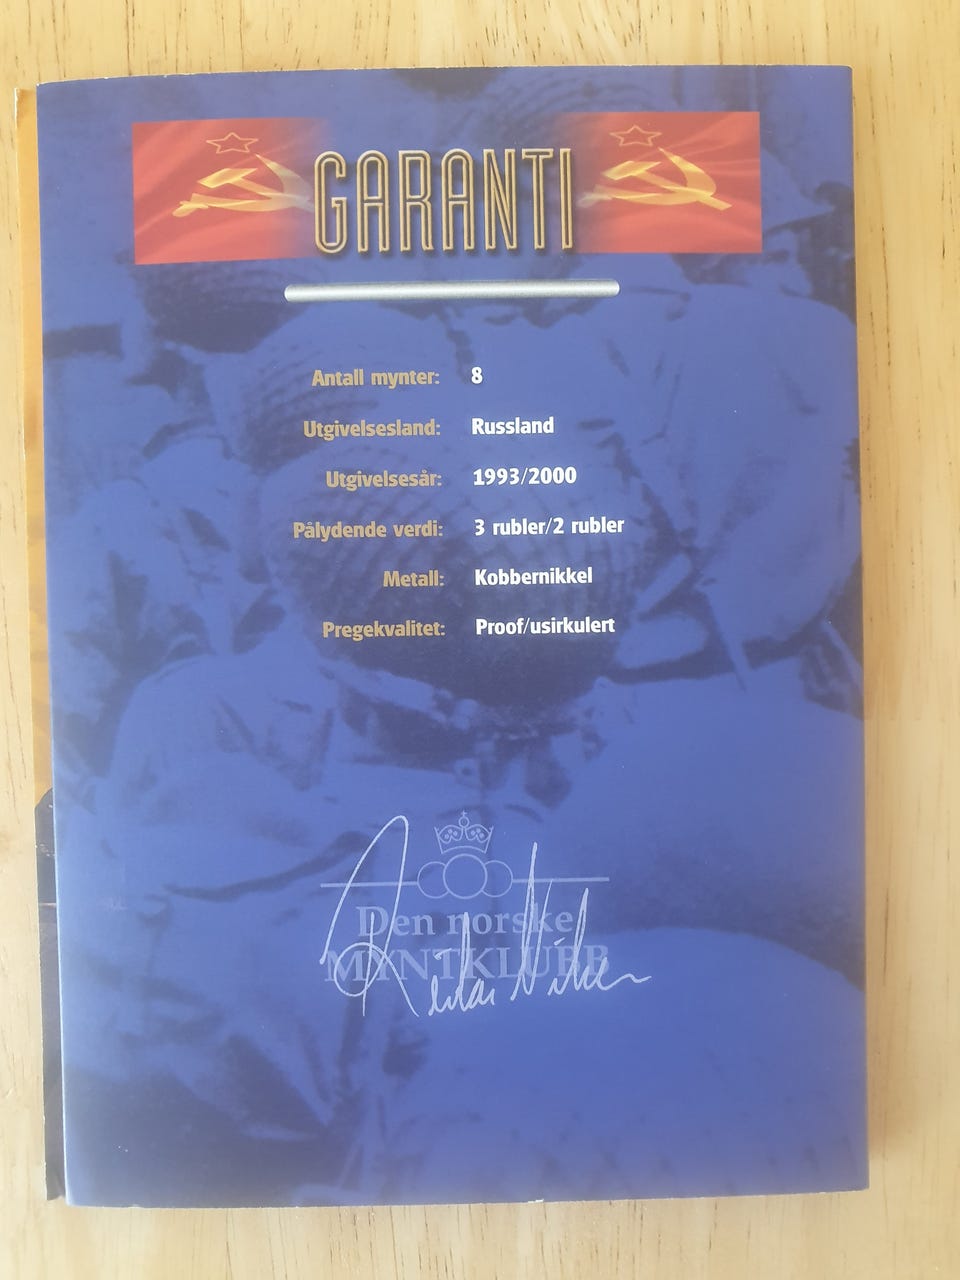 GARANTI
Antall mynter: 8
Utgivelsesland: Russland
Utgivelsesår: 1993/2000
Pålydende verdi: 3 rubler/2 rubler
Metall: Kobbernikkel
Pregekvalitet: Proof/usirkulert
Den norske
MYNTKLUBB